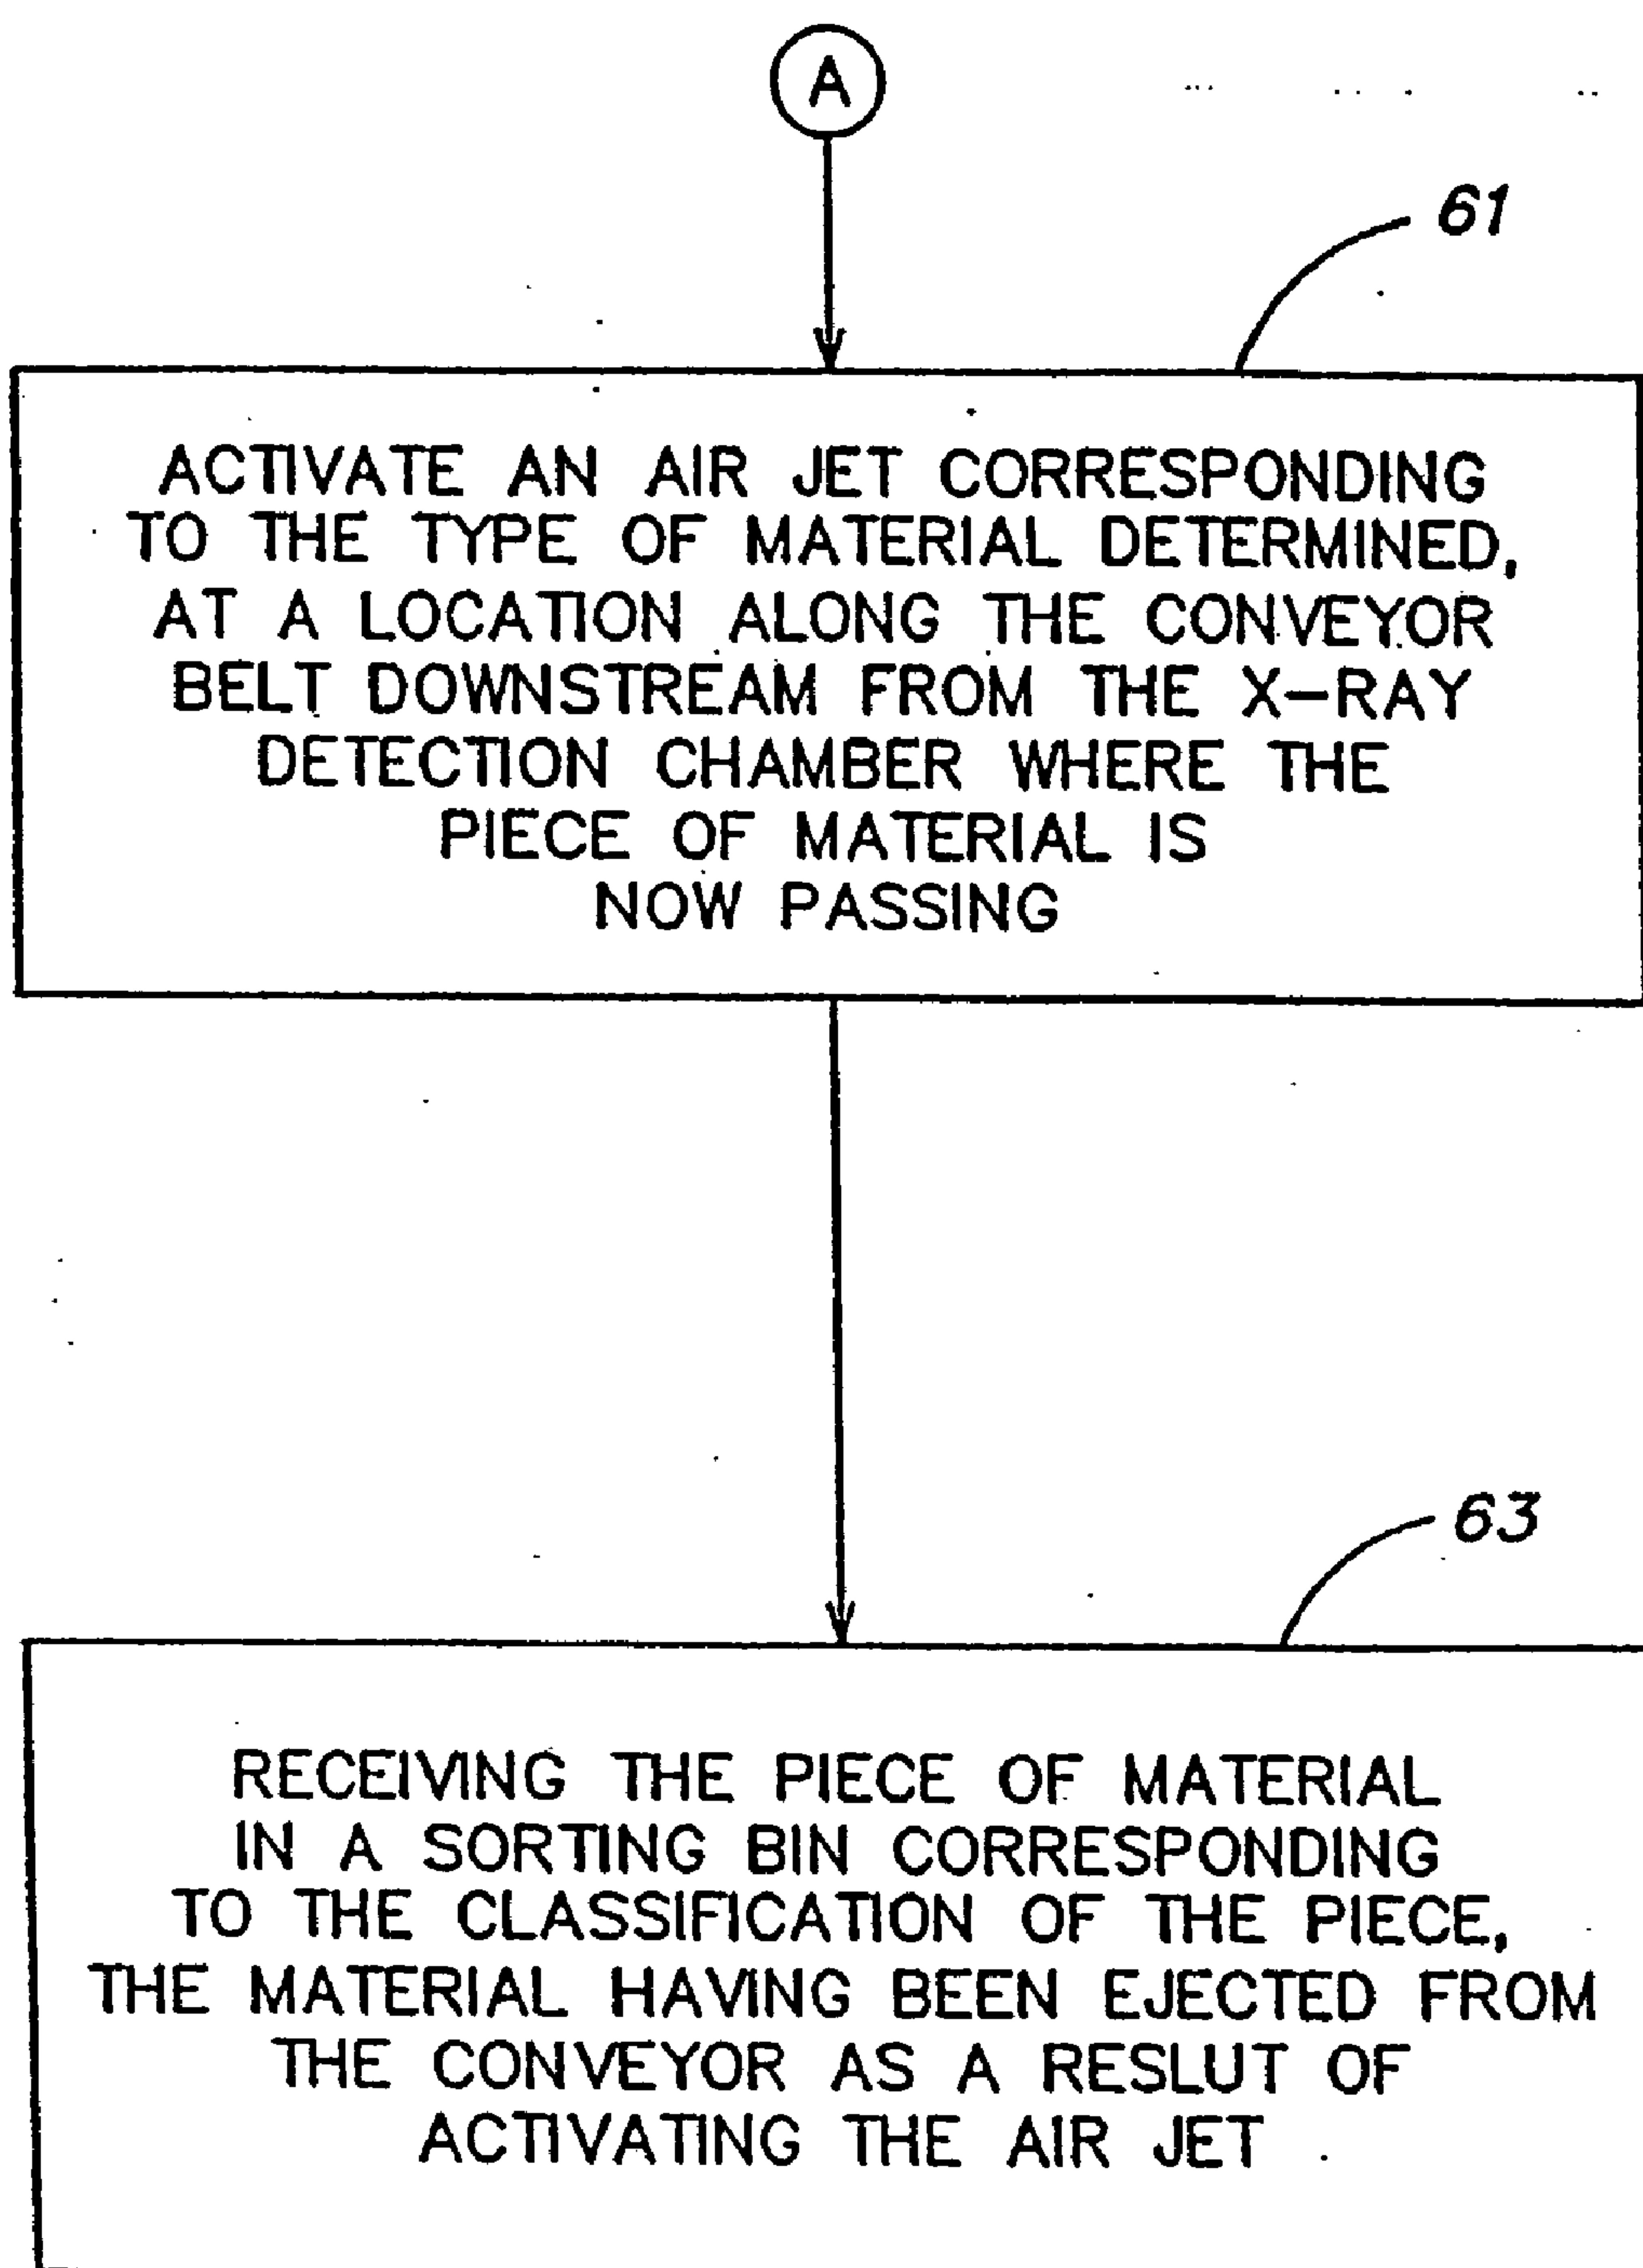 A
61
ACTIVATE AN AIR JET CORRESPONDING
TO THE TYPE OF MATERIAL DETERMINED,
AT A LOCATION ALONG THE CONVEYOR
BELT DOWNSTREAM FROM THE X-RAY
DETECTION CHAMBER WHERE THE
PIECE OF MATERIAL IS
NOW PASSING
63
RECEIVING THE PIECE OF MATERIAL
IN A SORTING BIN CORRESPONDING
TO THE CLASSIFICATION OF THE PIECE,
THE MATERIAL HAVING BEEN EJECTED FROM
THE CONVEYOR AS A RESLUT OF
ACTIVATING THE AIR JET